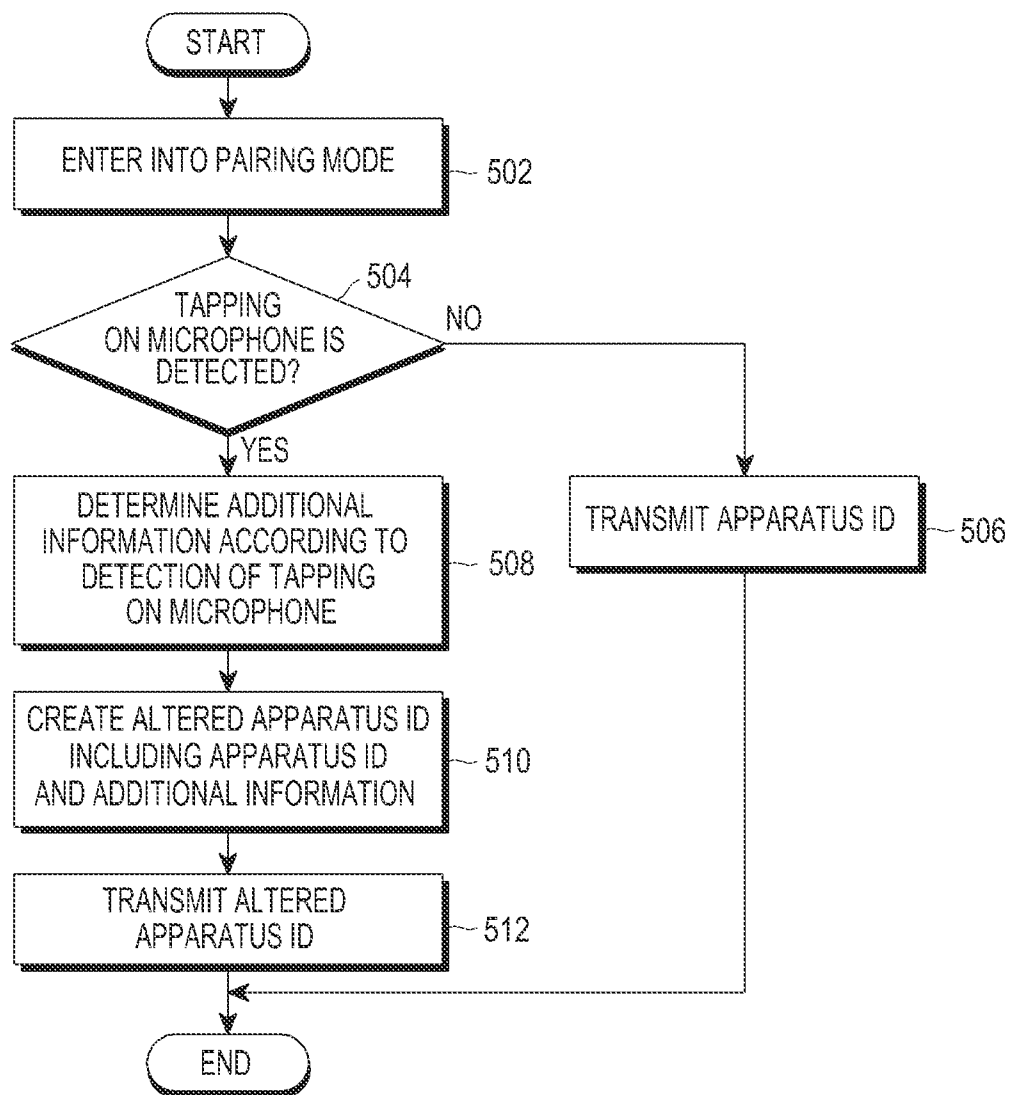 START
ENTER INTO PAIRING MODE
502
504
TAPPING
ON MICROPHONE IS
DETECTED?
NO
YES
DETERMINE ADDITIONAL
INFORMATION ACCORDING TO
DETECTION OF TAPPING
ON MICROPHONE
508
TRANSMIT APPARATUS ID
506
CREATE ALTERED APPARATUS ID
INCLUDING APPARATUS ID
AND ADDITIONAL INFORMATION
510
TRANSMIT ALTERED
APPARATUS ID
512
END